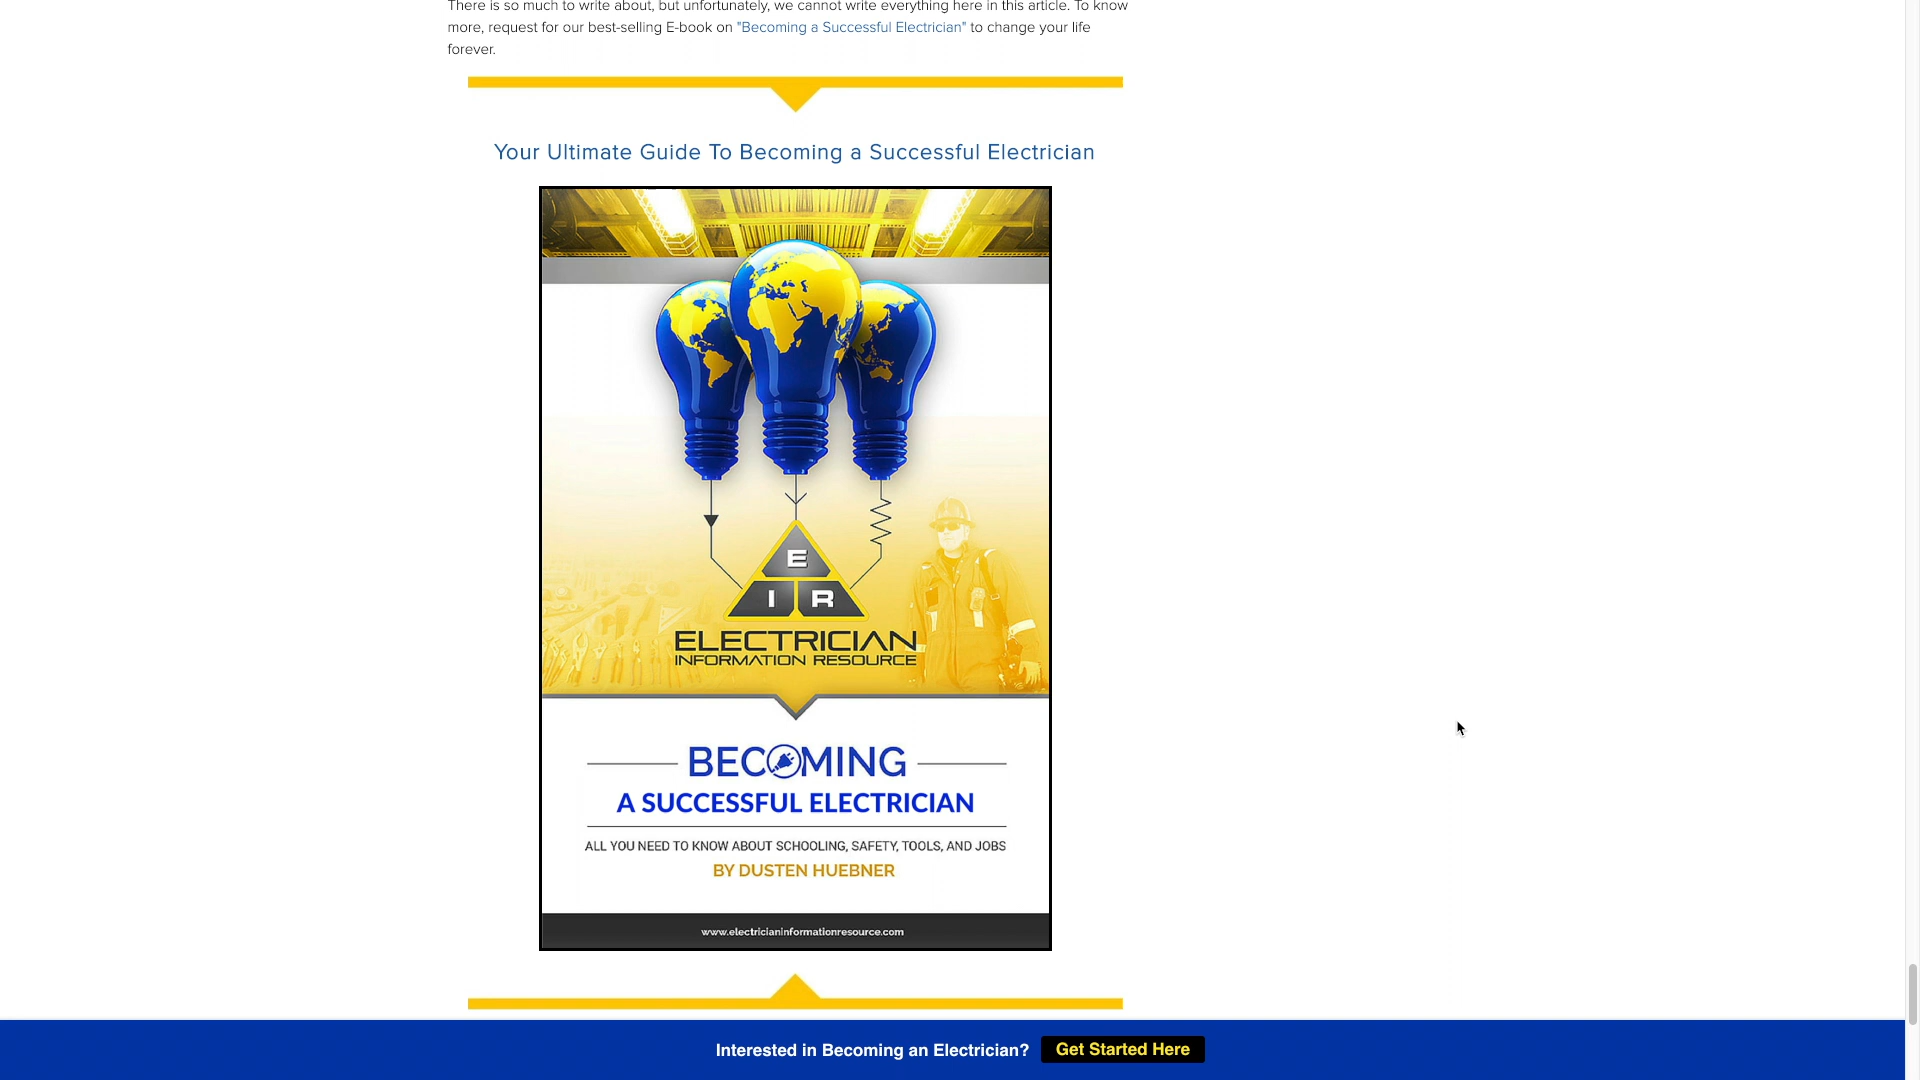 There is so much to write about, but unfortunately, we cannot write everything here in this article. To know
more, request for our best-selling E-book on "Becoming a Successful Electrician" to change your life
forever.
Your Ultimate Guide To Becoming a Successful Electrician
E
I R
ELECTRICIAN
INFORMATION RESOURCE
BECOMING
A SUCCESSFUL ELECTRICIAN
ALL YOU NEED TO KNOW ABOUT SCHOOLING, SAFETY, TOOLS, AND JOBS
BY DUSTEN HUEBNER
www.electricianinformationresource.com
Interested in Becoming an Electrician? Get Started Here